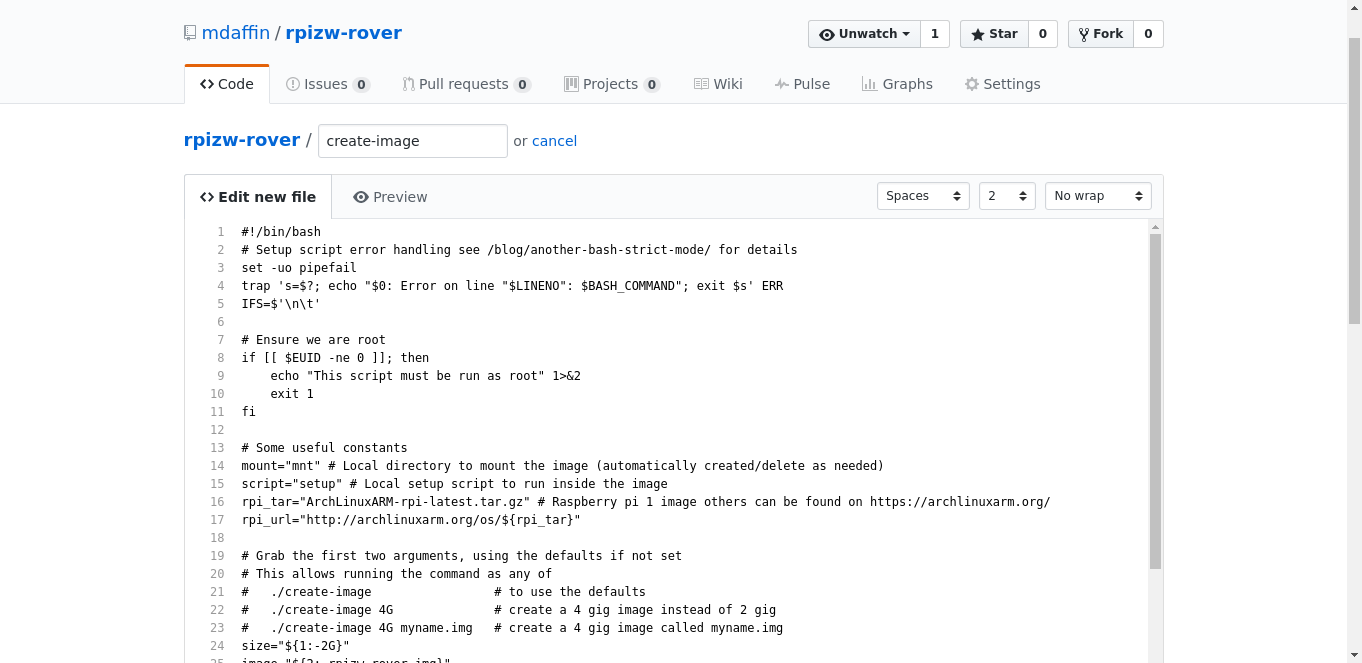 mdaffin / rpizw-rover
Unwatch 1 Star 0 Fork 0
Code Issues 0 Pull requests 0 Projects 0 Wiki Pulse Graphs Settings
rpizw-rover / create-image or cancel
Edit new file Preview Spaces 2 No wrap
1 #!/bin/bash
2 # Setup script error handling see /blog/another-bash-strict-mode/ for details
3 set -uo pipefail
4 trap 's=$?; echo "$0: Error on line "$LINENO": $BASH_COMMAND"; exit $s' ERR
5 IFS=$'\n\t'
6
7 # Ensure we are root
8 if [[ $EUID -ne 0 ]]; then
9     echo "This script must be run as root" 1>&2
10     exit 1
11 fi
12
13 # Some useful constants
14 mount="mnt" # Local directory to mount the image (automatically created/delete as needed)
15 script="setup" # Local setup script to run inside the image
16 rpi_tar="ArchLinuxARM-rpi-latest.tar.gz" # Raspberry pi 1 image others can be found on https://archlinuxarm.org/
17 rpi_url="http://archlinuxarm.org/os/${rpi_tar}"
18
19 # Grab the first two arguments, using the defaults if not set
20 # This allows running the command as any of
21 #   ./create-image                 # to use the defaults
22 #   ./create-image 4G              # create a 4 gig image instead of 2 gig
23 #   ./create-image 4G myname.img   # create a 4 gig image called myname.img
24 size="${1:-2G}"
25 image="${2:-rpizw-rover.img}"